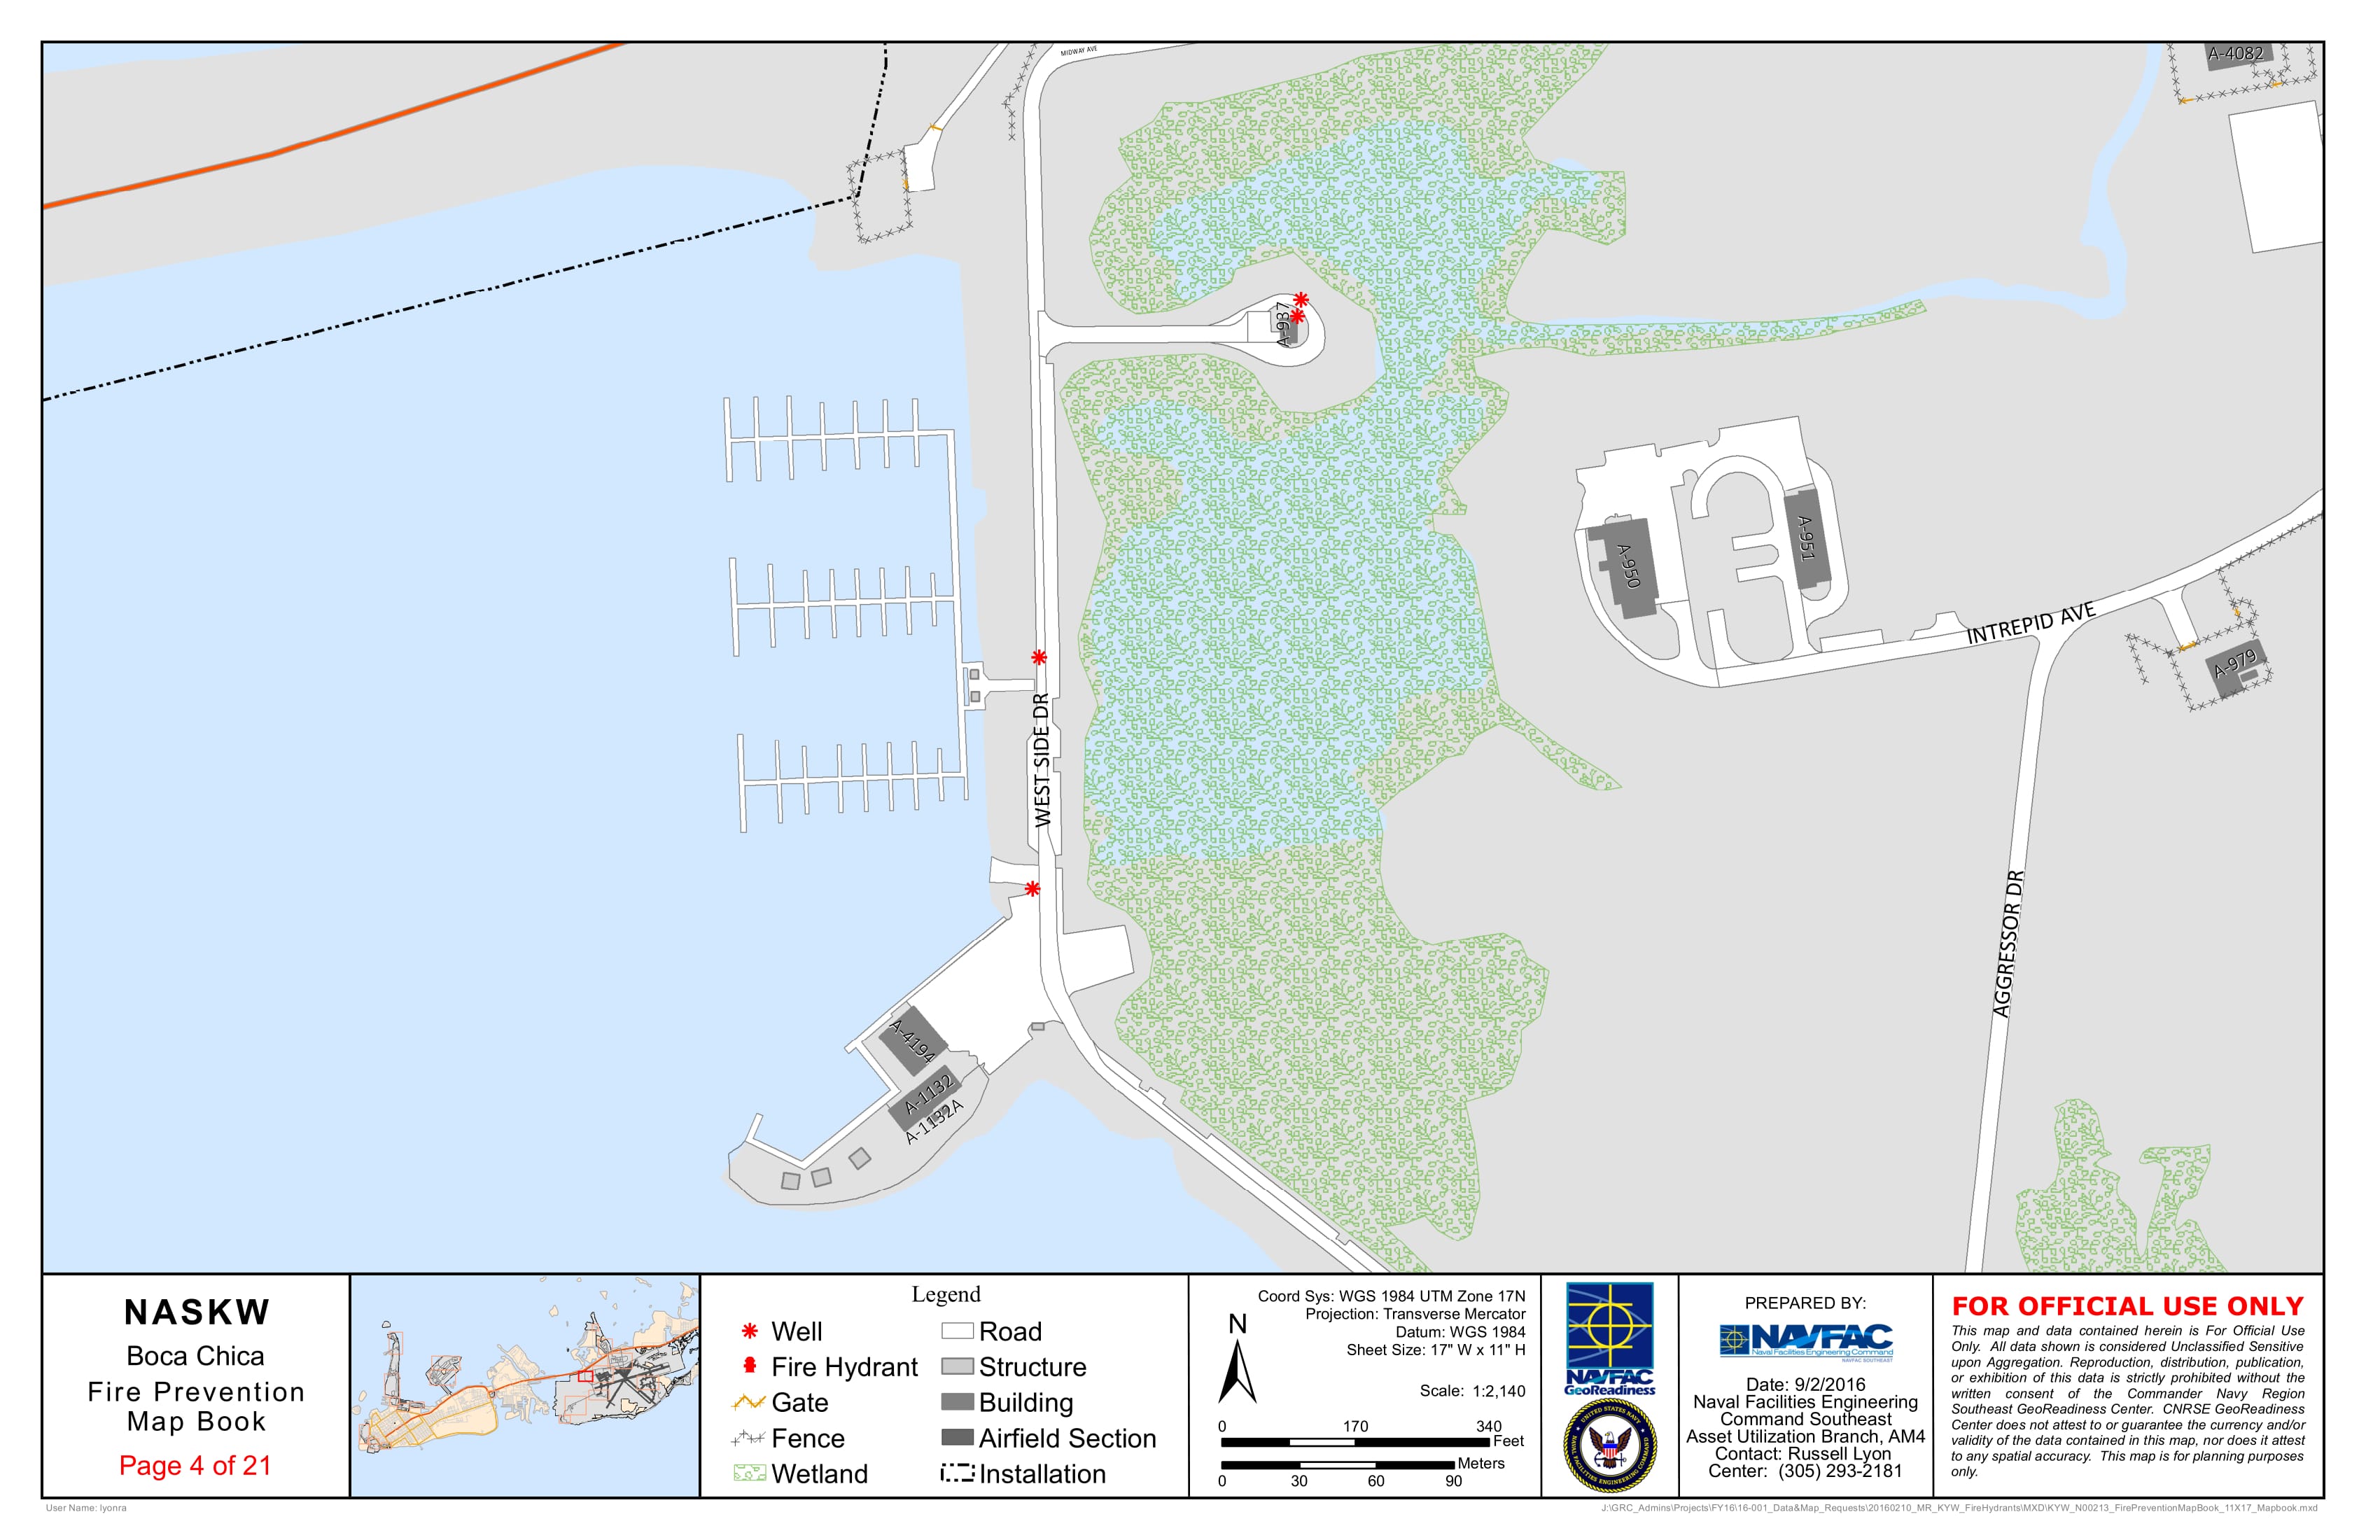 MIDWAY AVE
A-4082
A-937
A-950
A-951
INTREPID AVE
A-979
WEST SIDE DR
AGGRESSOR DR
A-4194
A-1132
A-1132A
NASKW
Boca Chica
Fire Prevention
Map Book
Page 4 of 21
Legend
Well
Fire Hydrant
Gate
Fence
Wetland
Road
Structure
Building
Airfield Section
Installation
N
Coord Sys: WGS 1984 UTM Zone 17N
Projection: Transverse Mercator
Datum: WGS 1984
Sheet Size: 17" W x 11" H
Scale: 1:2,140
0 170 340
Feet
Meters
0 30 60 90
NAVFAC
GeoReadiness
UNITED STATES NAVY
NAVAL FACILITIES ENGINEERING COMMAND
PREPARED BY:
NAVFAC
Naval Facilities Engineering Command
NAVFAC SOUTHEAST
Date: 9/2/2016
Naval Facilities Engineering
Command Southeast
Asset Utilization Branch, AM4
Contact: Russell Lyon
Center: (305) 293-2181
FOR OFFICIAL USE ONLY
This map and data contained herein is For Official Use
Only. All data shown is considered Unclassified Sensitive
upon Aggregation. Reproduction, distribution, publication,
or exhibition of this data is strictly prohibited without the
written consent of the Commander Navy Region
Southeast GeoReadiness Center. CNRSE GeoReadiness
Center does not attest to or guarantee the currency and/or
validity of the data contained in this map, nor does it attest
to any spatial accuracy. This map is for planning purposes
only.
User Name: lyonra
J:\GRC_Admins\Projects\FY16\16-001_Data&Map_Requests\20160210_MR_KYW_FireHydrants\MXD\KYW_N00213_FirePreventionMapBook_11X17_Mapbook.mxd